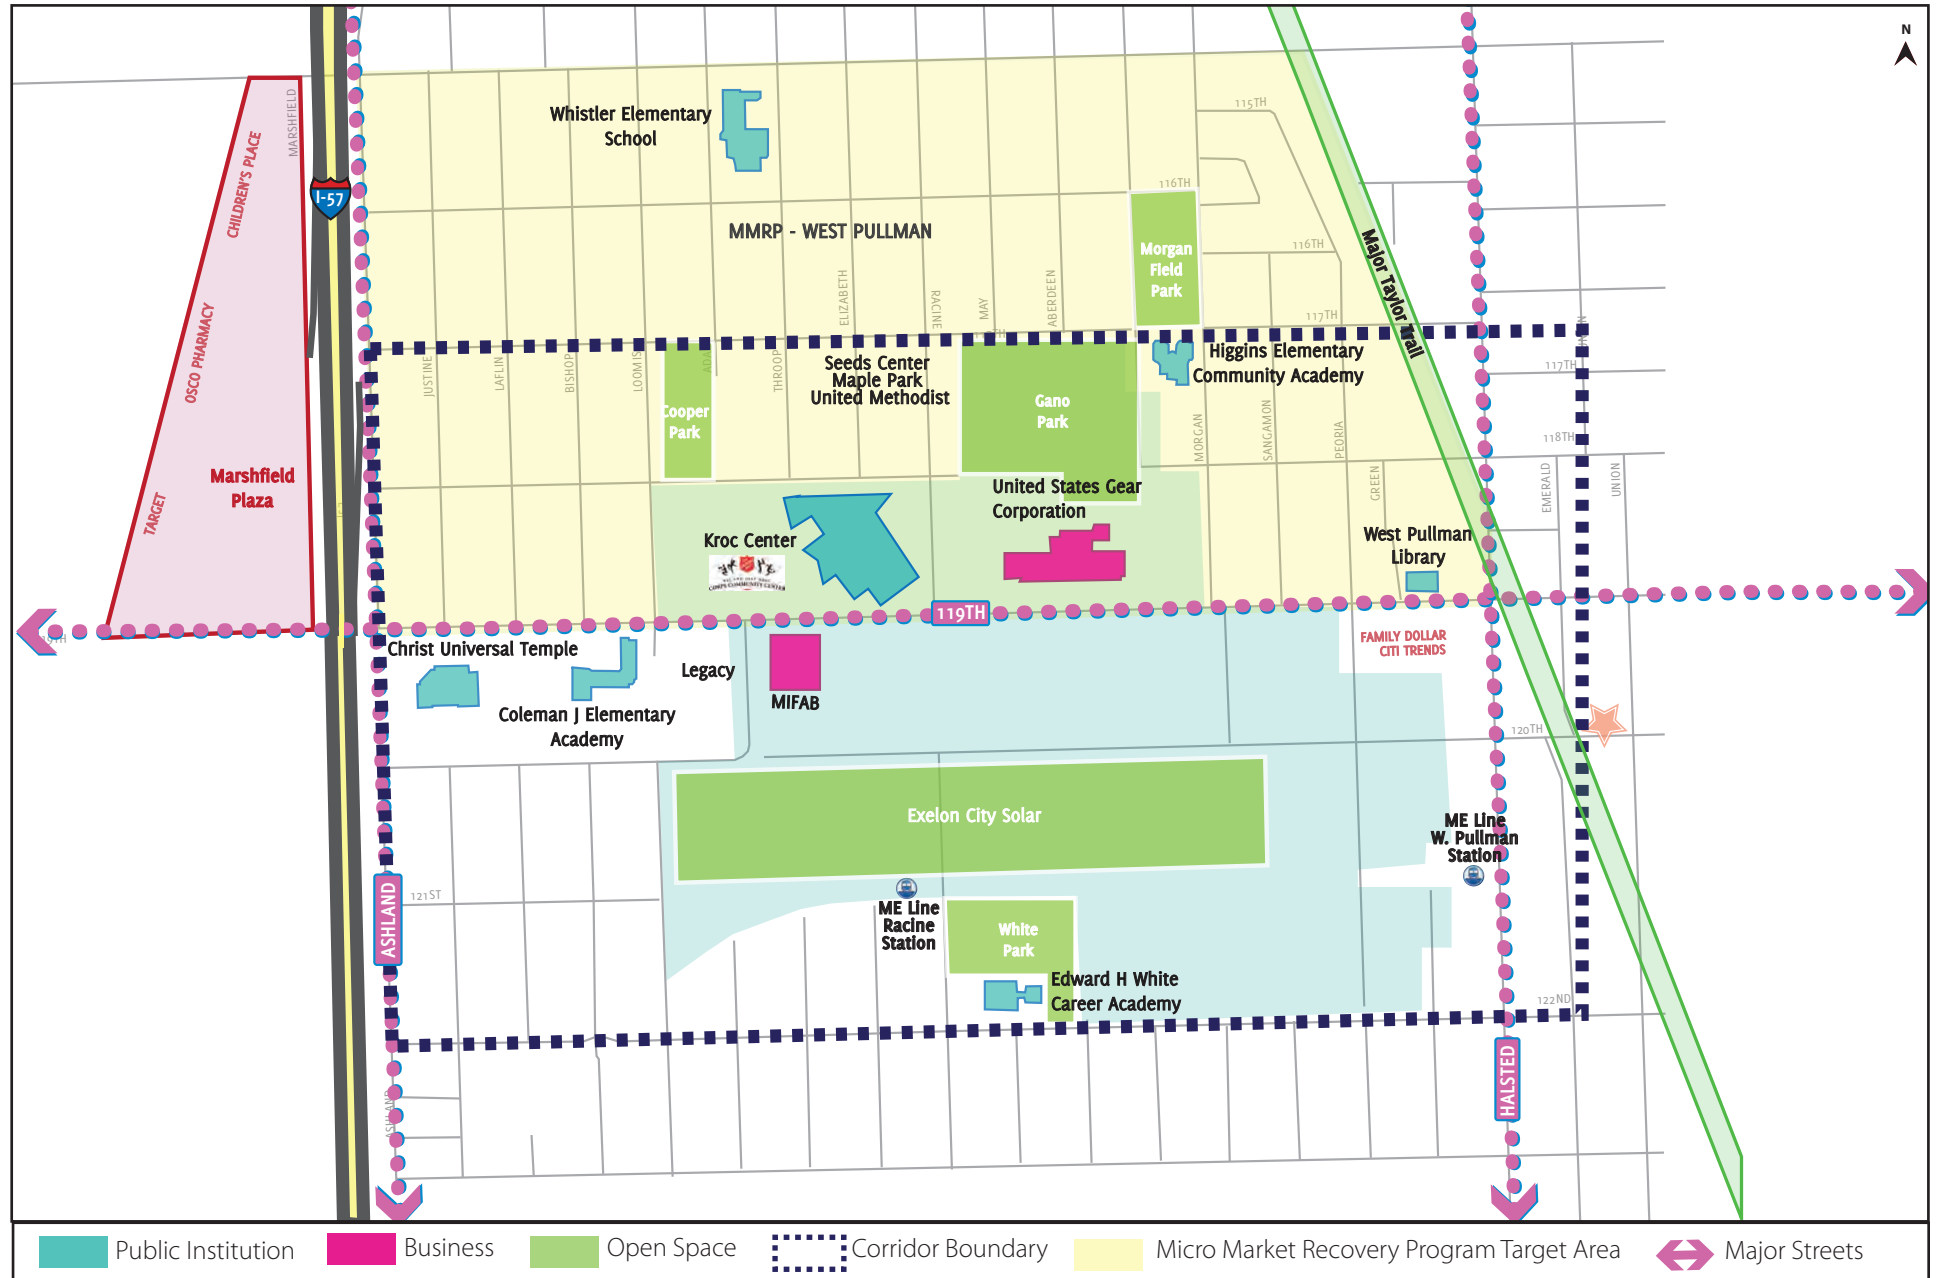 N
MARSHFIELD
CHILDREN'S PLACE
OSCO PHARMACY
TARGET
Marshfield
Plaza
I-57
Whistler Elementary
School
115TH
116TH
MMRP - WEST PULLMAN
Morgan
Field
Park
116TH
117TH
Major Taylor Trail
ELIZABETH
RACINE
MAY
ABERDEEN
JUSTINE
LAFLIN
BISHOP
LOOMIS
ADA
THROOP
Seeds Center
Maple Park
United Methodist
Cooper
Park
Gano
Park
Higgins Elementary
Community Academy
MORGAN
SANGAMON
PEORIA
GREEN
117TH
118TH
EMERALD
UNION
United States Gear
Corporation
Kroc Center
CORPS COMMUNITY CENTER
West Pullman
Library
119TH
Christ Universal Temple
Coleman J Elementary
Academy
Legacy
MIFAB
FAMILY DOLLAR
CITI TRENDS
120TH
Exelon City Solar
ME Line
W. Pullman
Station
ASHLAND
121ST
ME Line
Racine
Station
White
Park
Edward H White
Career Academy
122ND
HALSTED
ASHLAND
Public Institution
Business
Open Space
Corridor Boundary
Micro Market Recovery Program Target Area
Major Streets